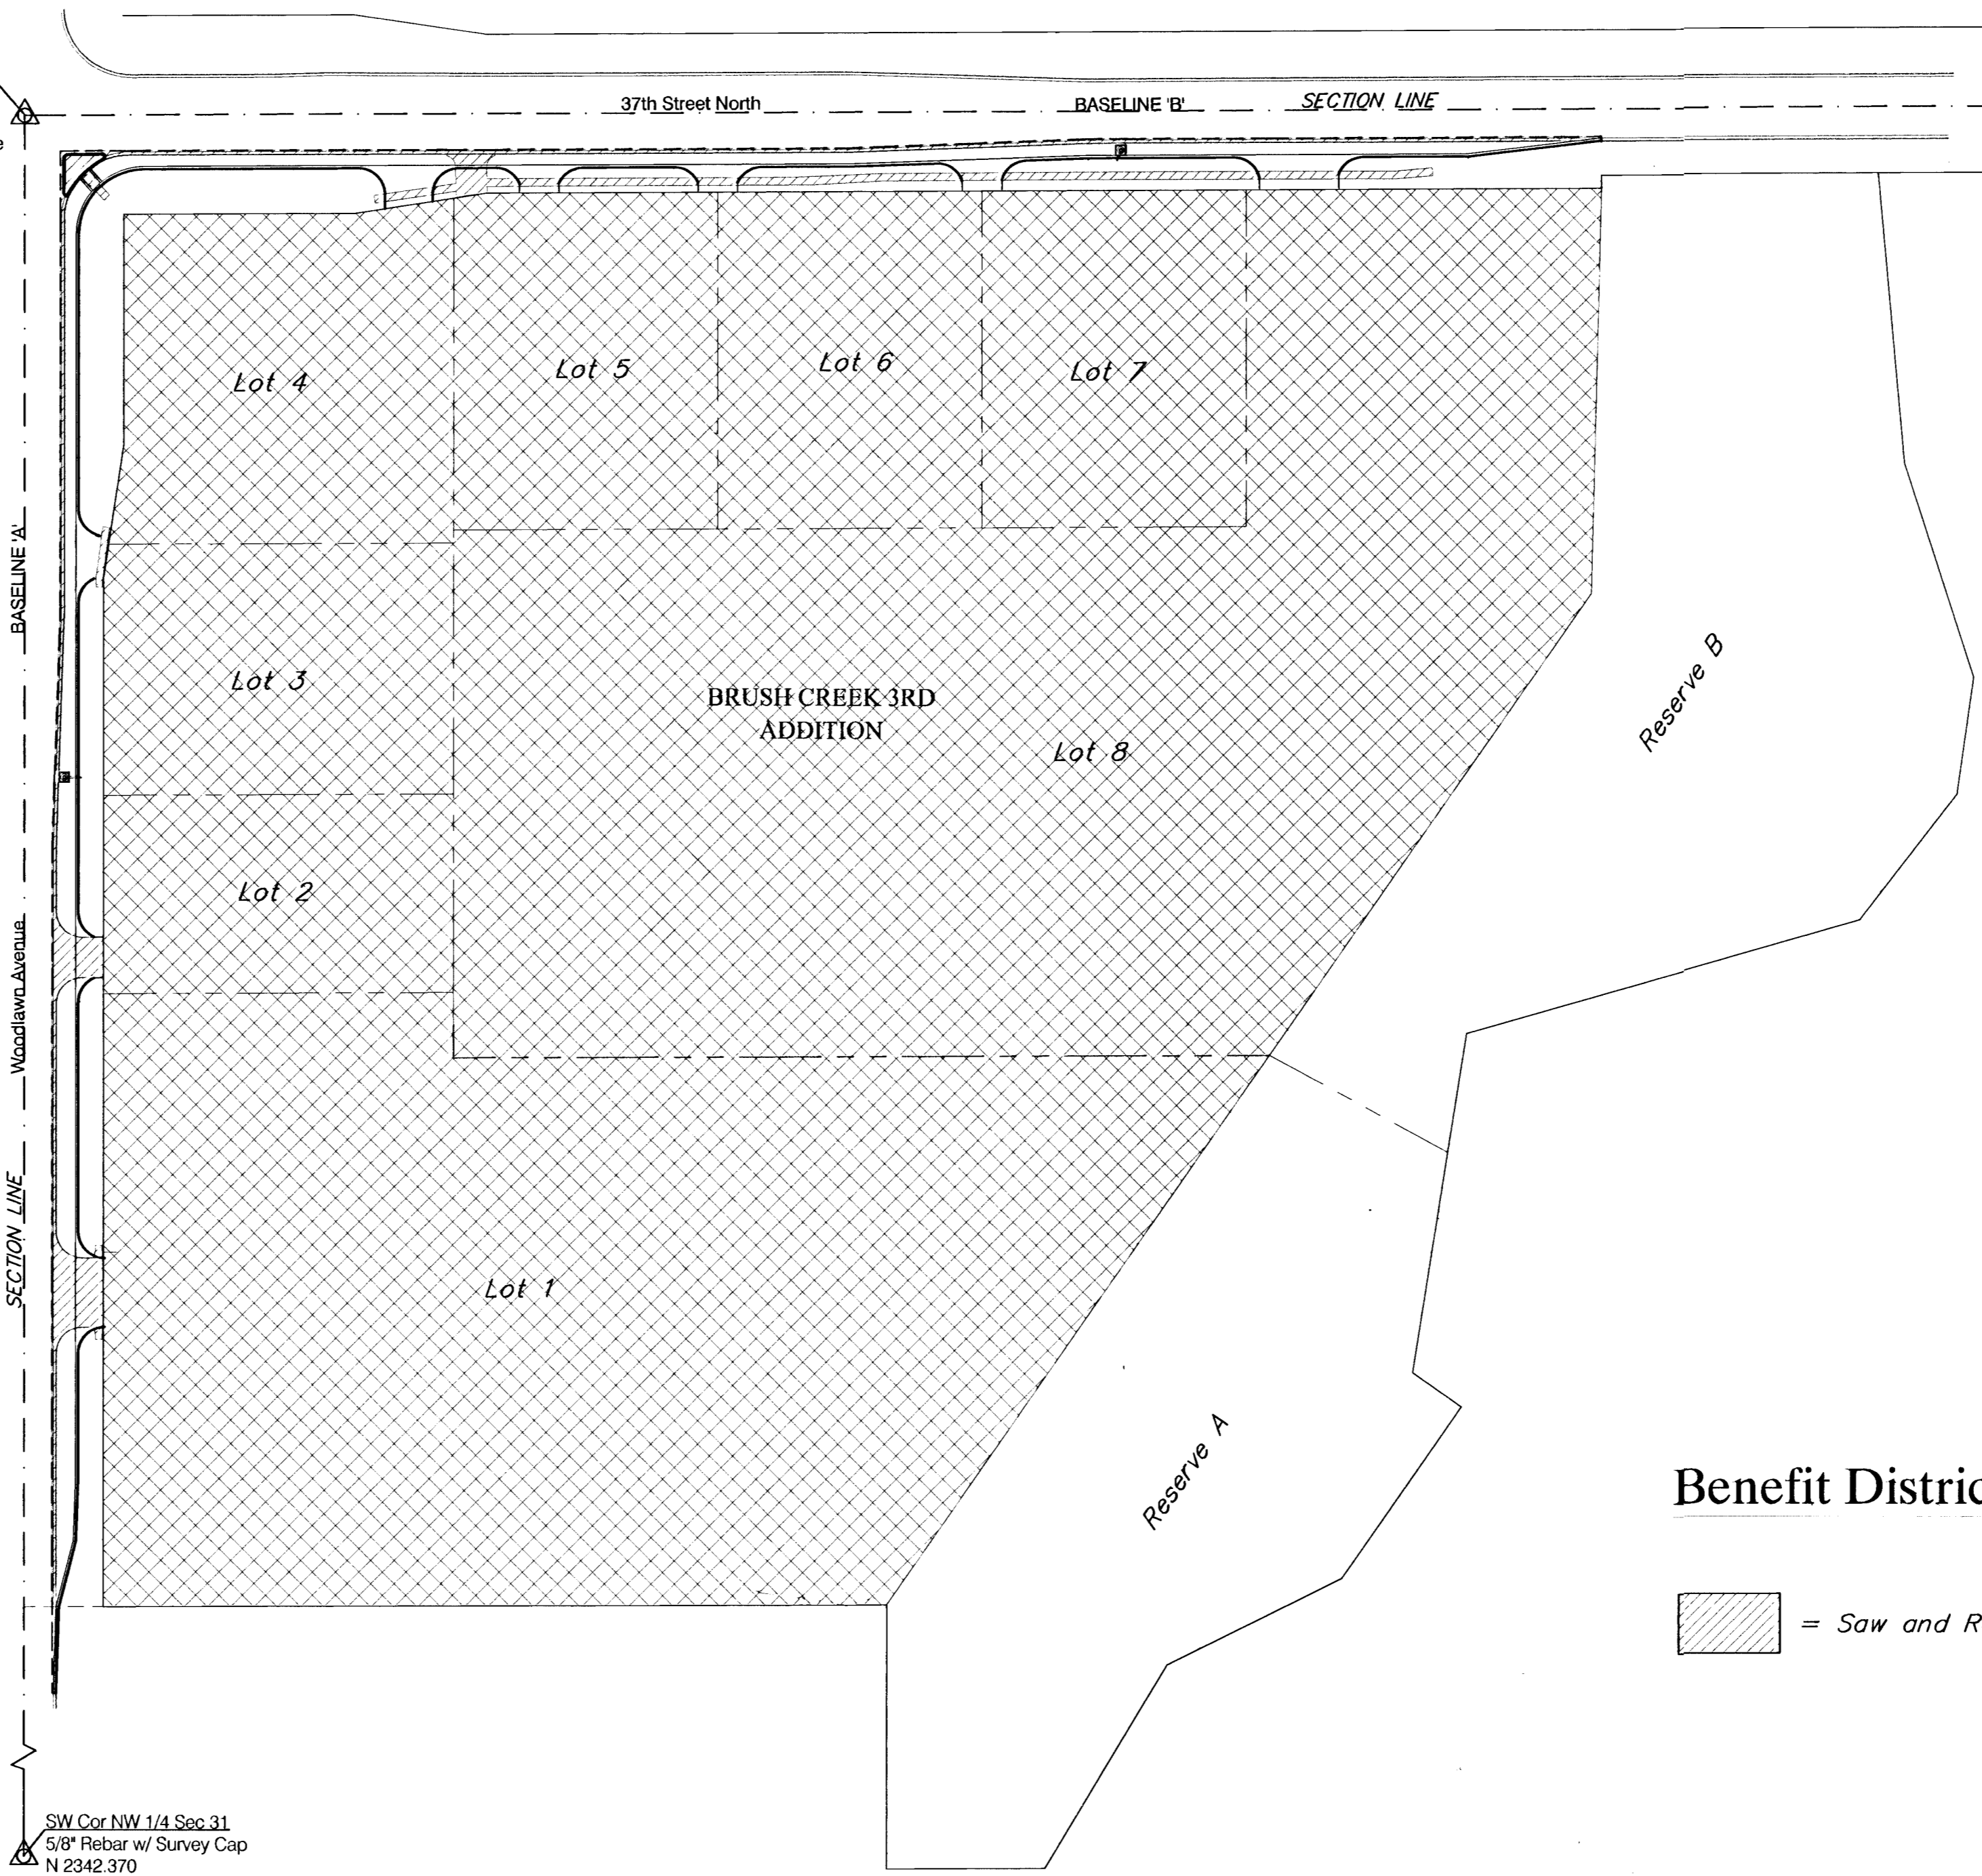 37th Street North
BASELINE 'B'
SECTION LINE
e
Lot 4
Lot 5
Lot 6
Lot 7
BASELINE 'A'
Lot 3
BRUSH CREEK 3RD
ADDITION
Lot 8
Reserve B
Lot 2
Woodlawn Avenue
SECTION LINE
Lot 1
Reserve A
Benefit Distric
= Saw and R
SW Cor NW 1/4 Sec 31
5/8" Rebar w/ Survey Cap
N 2342.370